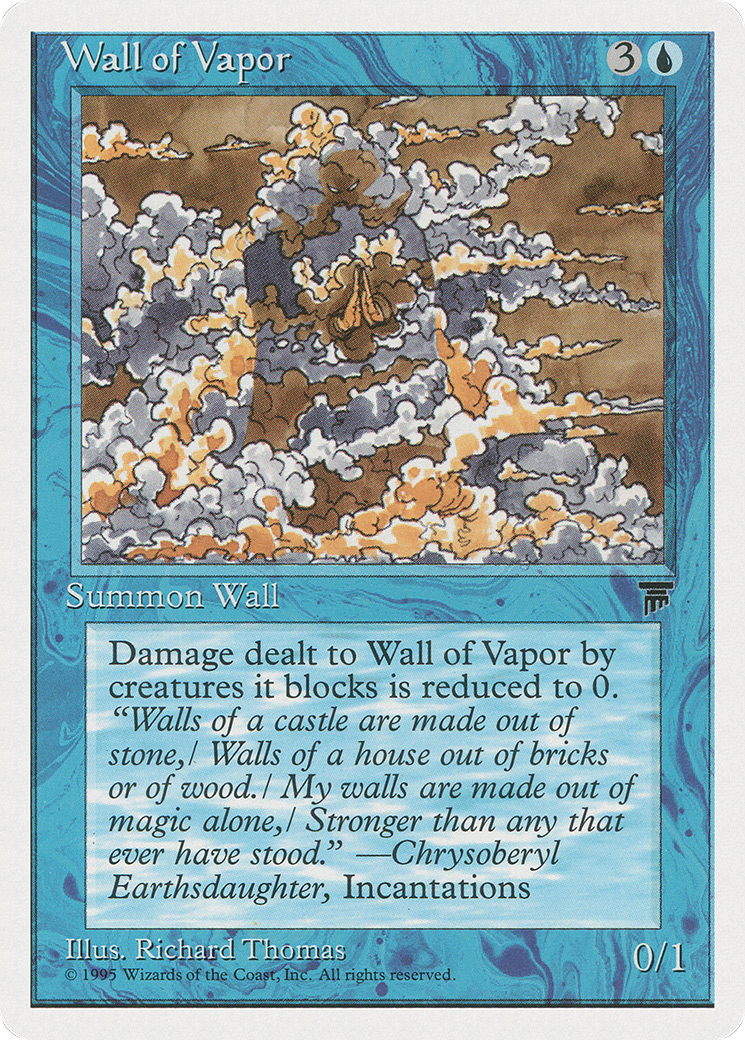 Wall of Vapor 3
Summon Wall
Damage dealt to Wall of Vapor by
creatures it blocks is reduced to 0.
“Walls of a castle are made out of
stone,/ Walls of a house out of bricks
or of wood./ My walls are made out of
magic alone,/ Stronger than any that
ever have stood.” —Chrysoberyl
Earthsdaughter, Incantations
Illus. Richard Thomas
0/1
© 1995 Wizards of the Coast, Inc. All rights reserved.